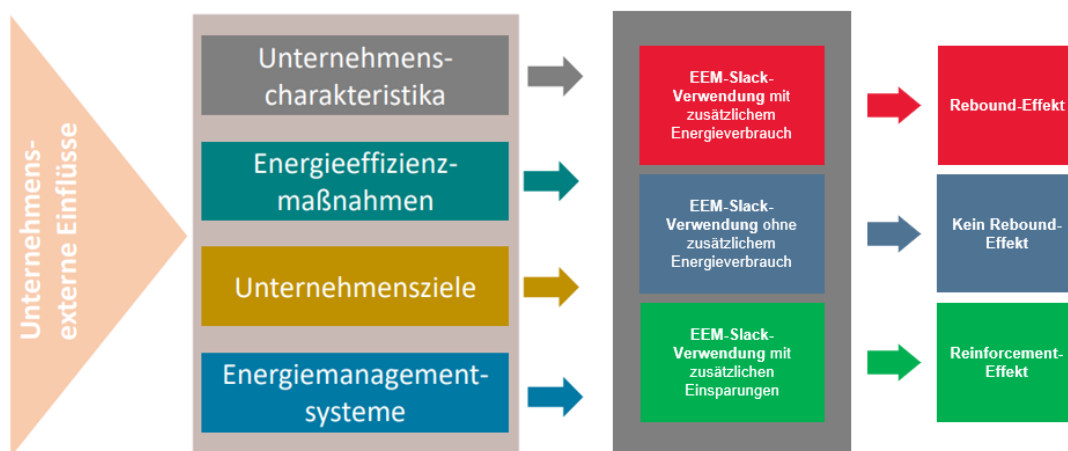 Unternehmens-
externe Einflüsse
Unternehmens-
charakteristika
Energieeffizienz-
maßnahmen
Unternehmensziele
Energiemanagement-
systeme
EEM-Slack-
Verwendung mit
zusätzlichem
Energieverbrauch
EEM-Slack-
Verwendung ohne
zusätzlichem
Energieverbrauch
EEM-Slack-
Verwendung mit
zusätzlichen
Einsparungen
Rebound-Effekt
Kein Rebound-
Effekt
Reinforcement-
Effekt